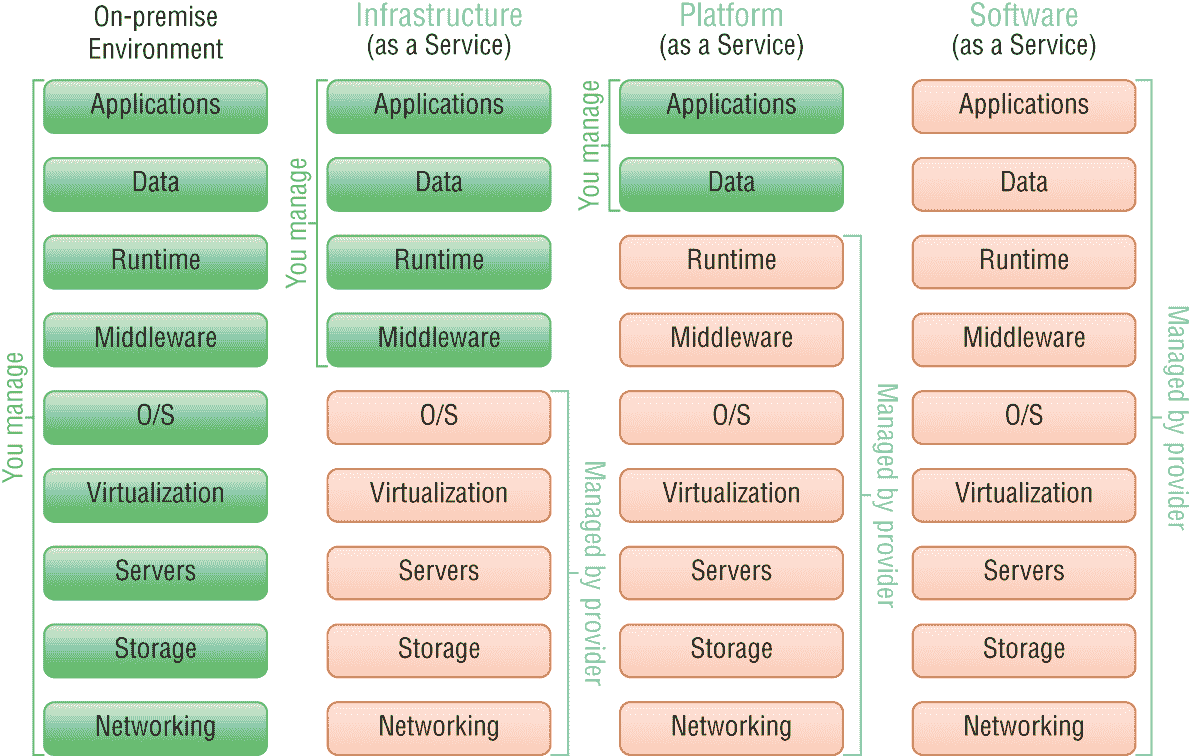 On-premise
Environment
You manage
Applications
Data
Runtime
Middleware
O/S
Virtualization
Servers
Storage
Networking
Infrastructure
(as a Service)
You manage
Applications
Data
Runtime
Middleware
O/S
Virtualization
Servers
Storage
Networking
Managed by provider
Platform
(as a Service)
You manage
Applications
Data
Runtime
Middleware
O/S
Virtualization
Servers
Storage
Networking
Managed by provider
Software
(as a Service)
Applications
Data
Runtime
Middleware
O/S
Virtualization
Servers
Storage
Networking
Managed by provider